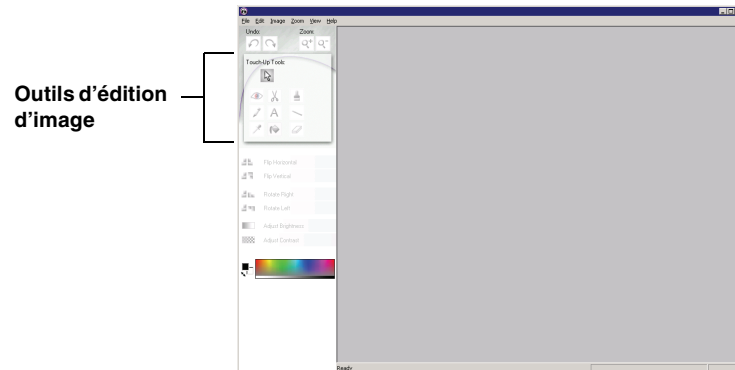 File Edit Image Zoom View Help
Undo: Zoom:
Touch-Up Tools:
Outils d'édition
d'image
A
Flip Horizontal
Flip Vertical
Rotate Right
Rotate Left
Adjust Brightness
Adjust Contrast
Ready